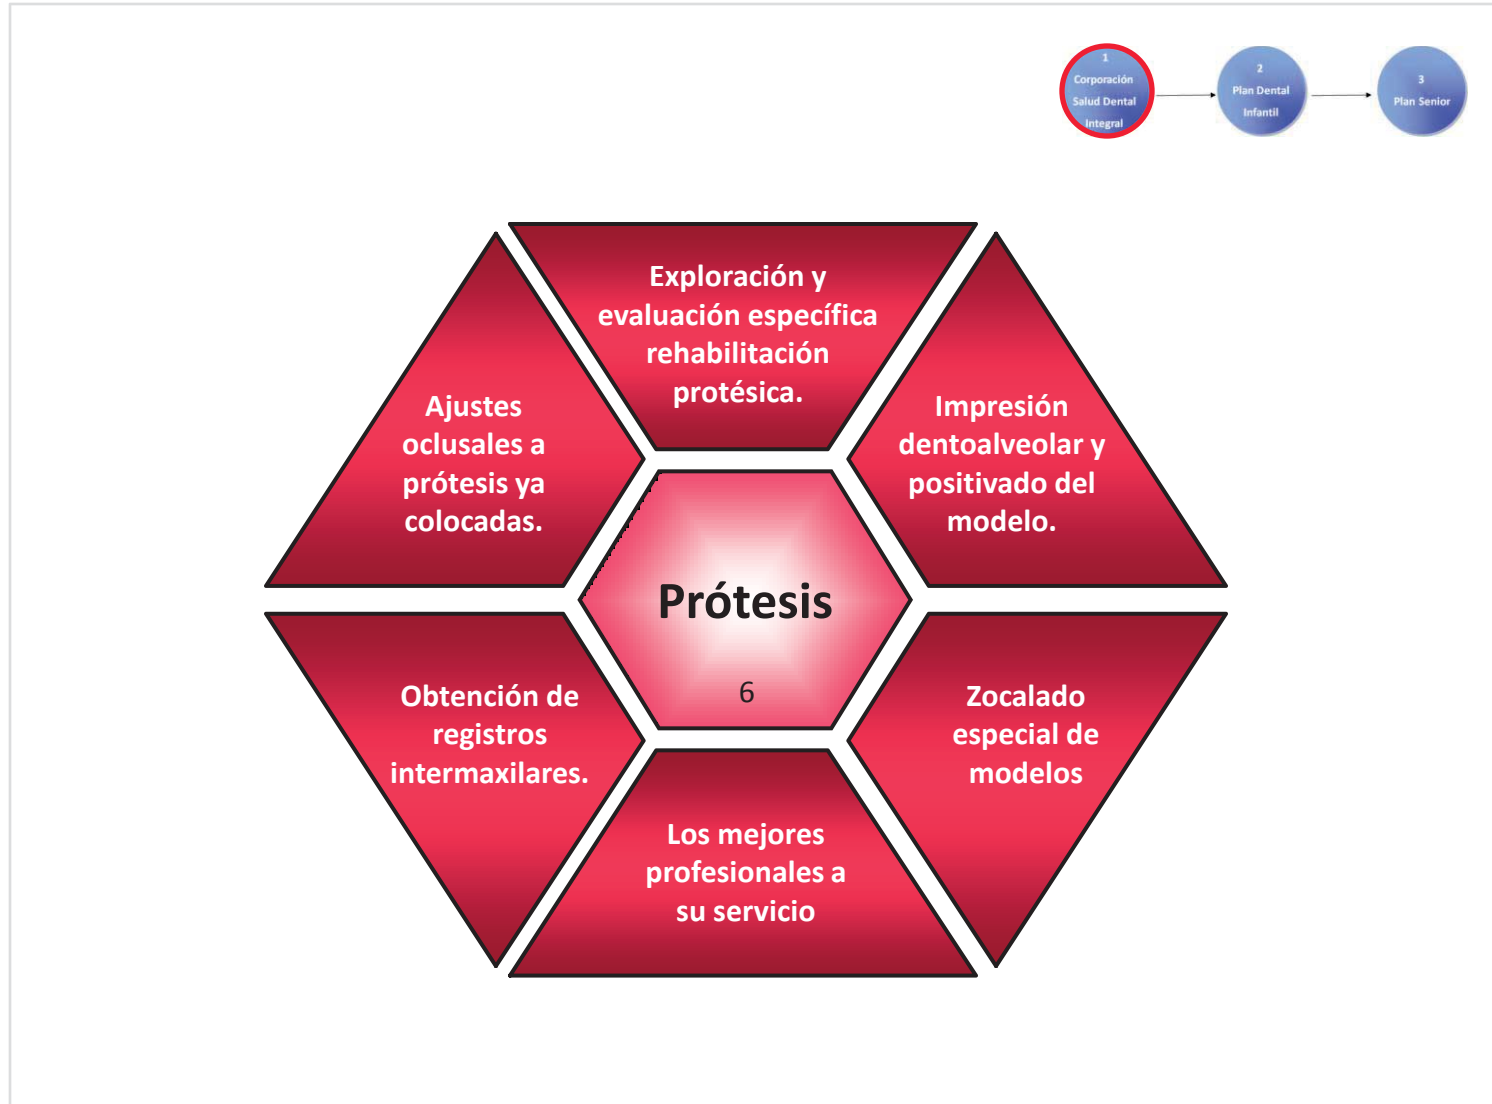 1
Corporación
Salud Dental
Integral
2
Plan Dental
Infantil
3
Plan Senior
Exploración y
evaluación específica
rehabilitación
protésica.
Ajustes
oclusales a
prótesis ya
colocadas.
Impresión
dentoalveolar y
positivado del
modelo.
Prótesis
6
Obtención de
registros
intermaxilares.
Zocalado
especial de
modelos
Los mejores
profesionales a
su servicio